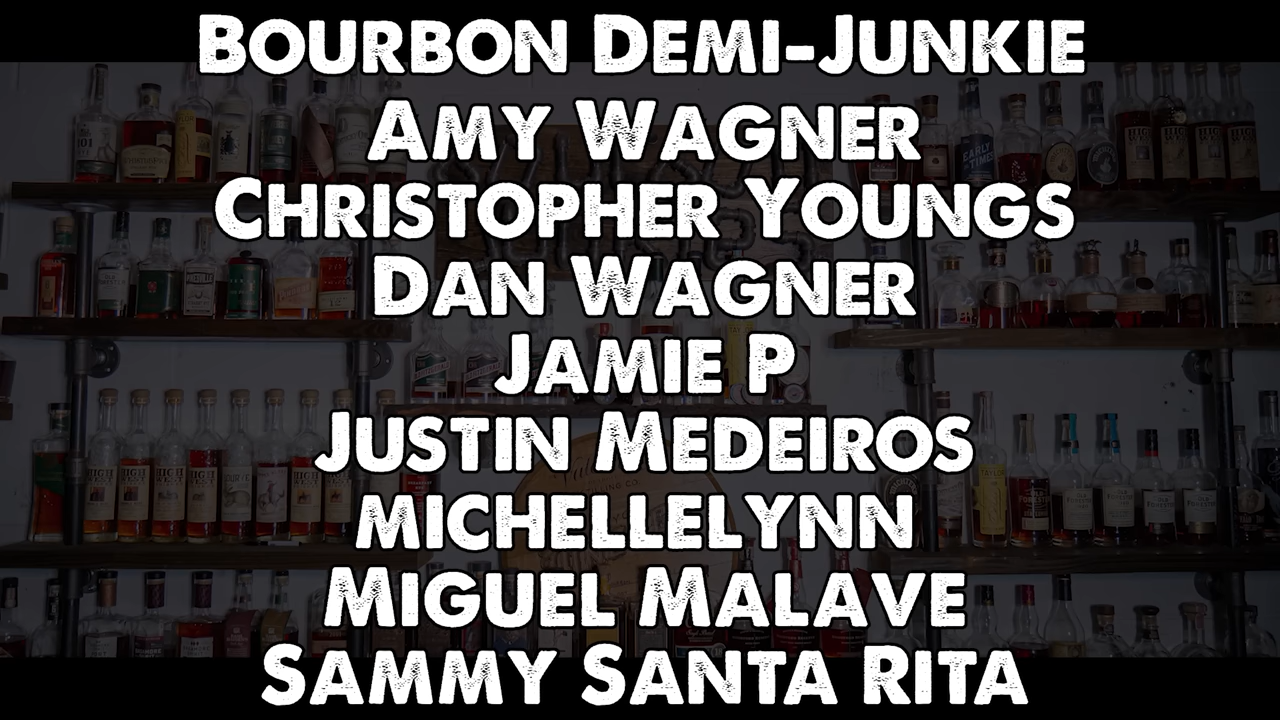 Bourbon Demi-Junkie
Amy Wagner
Christopher Youngs
Dan Wagner
Jamie P
Justin Medeiros
michellelynn
Miguel Malave
Sammy Santa Rita